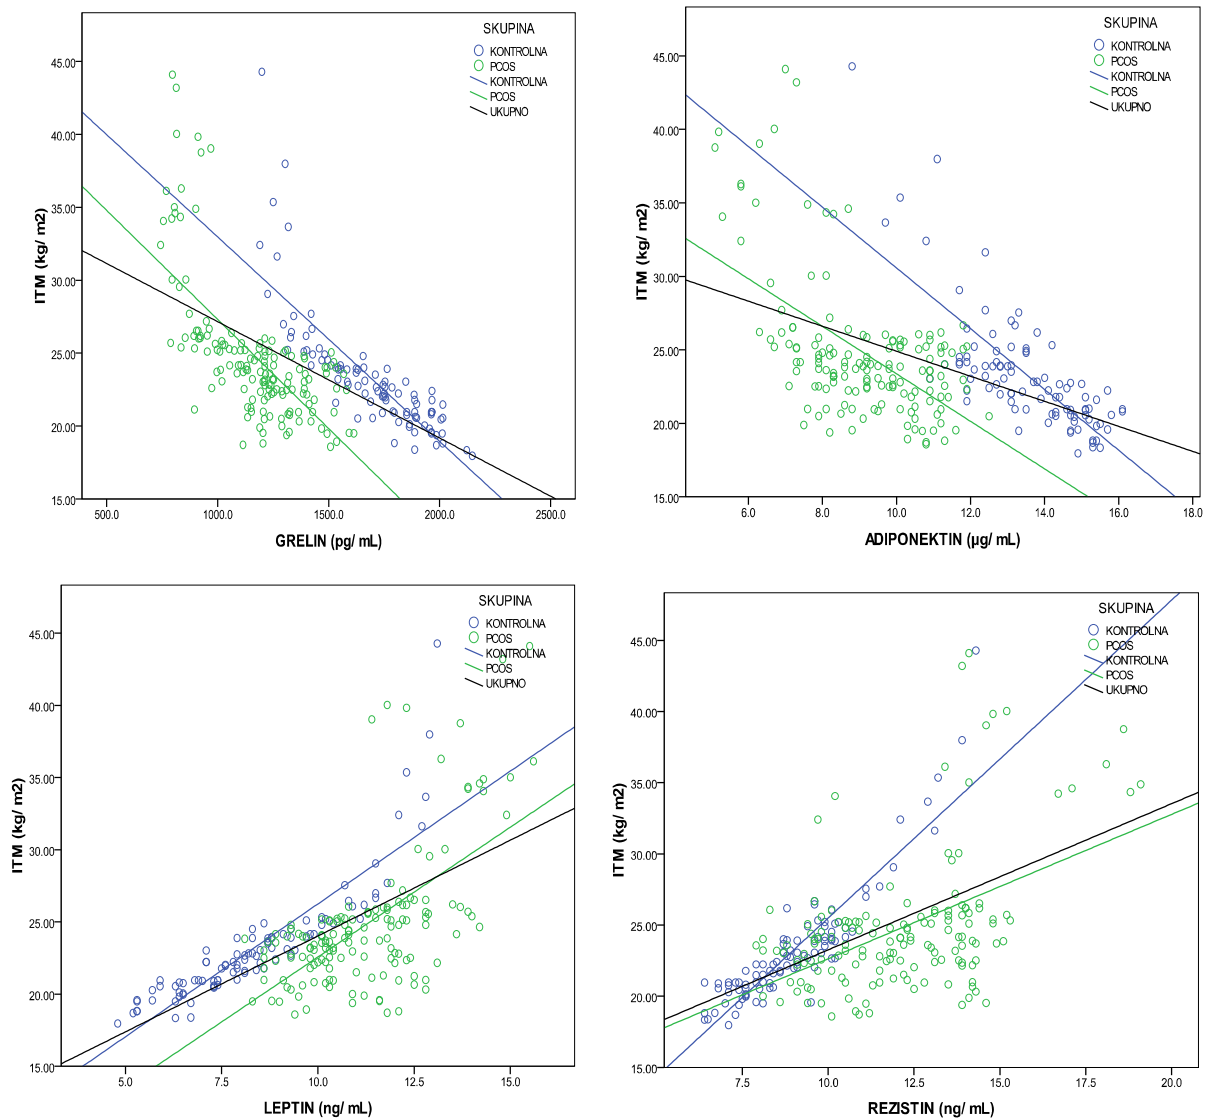 SKUPINA
KONTROLNA
PCOS
KONTROLNA
PCOS
UKUPNO
45.00
40.00
35.00
30.00
25.00
20.00
15.00
ITM (kg/ m2)
500.0 1000.0 1500.0 2000.0 2500.0
GRELIN (pg/ mL)
SKUPINA
KONTROLNA
PCOS
KONTROLNA
PCOS
UKUPNO
45.00
40.00
35.00
30.00
25.00
20.00
15.00
ITM (kg/ m2)
6.0 8.0 10.0 12.0 14.0 16.0 18.0
ADIPONEKTIN (µg/ mL)
SKUPINA
KONTROLNA
PCOS
KONTROLNA
PCOS
UKUPNO
45.00
40.00
35.00
30.00
25.00
20.00
15.00
ITM (kg/ m2)
5.0 7.5 10.0 12.5 15.0
LEPTIN (ng/ mL)
SKUPINA
KONTROLNA
PCOS
KONTROLNA
PCOS
UKUPNO
45.00
40.00
35.00
30.00
25.00
20.00
15.00
ITM (kg/ m2)
7.5 10.0 12.5 15.0 17.5 20.0
REZISTIN (ng/ mL)